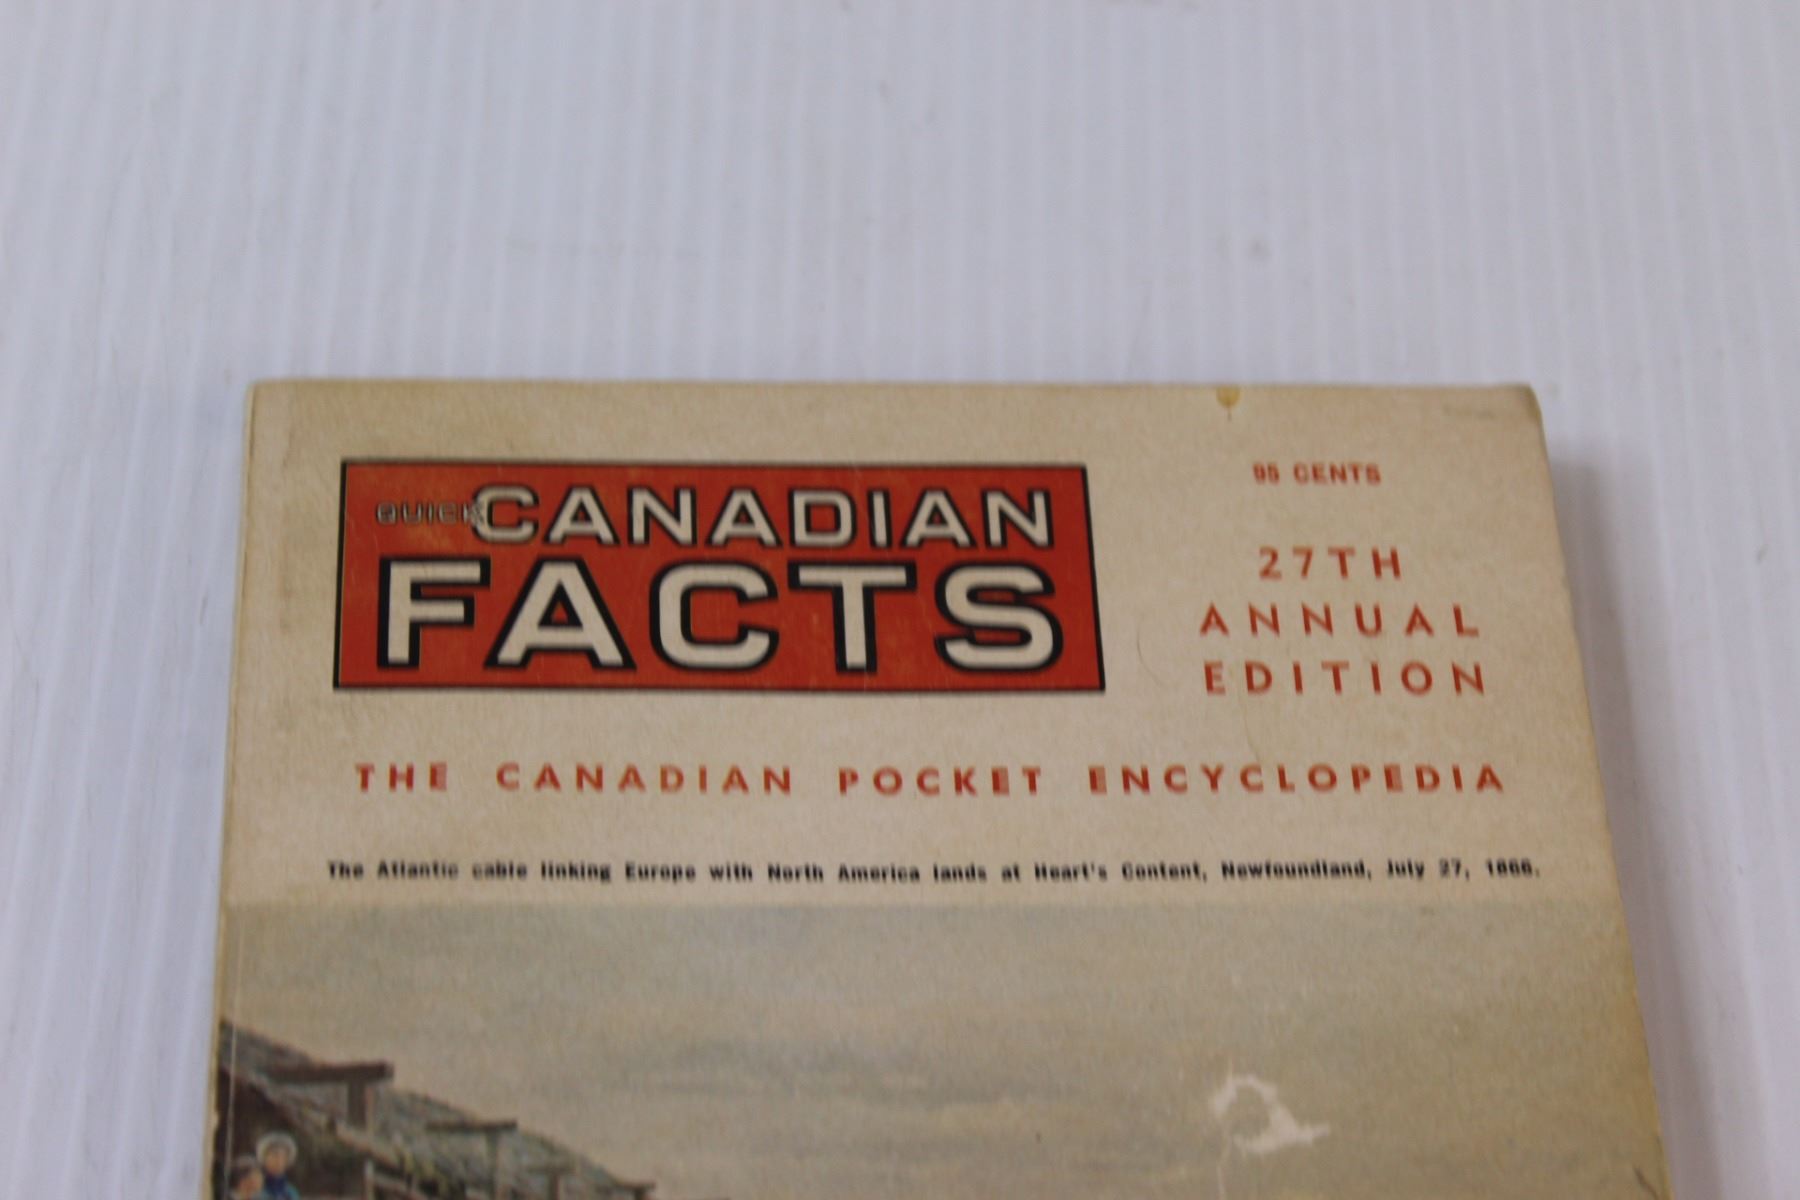 QUICK CANADIAN
FACTS
95 CENTS
27TH
ANNUAL
EDITION
THE CANADIAN POCKET ENCYCLOPEDIA
The Atlantic cable linking Europe with North America lands at Heart's Content, Newfoundland, July 27, 1866.